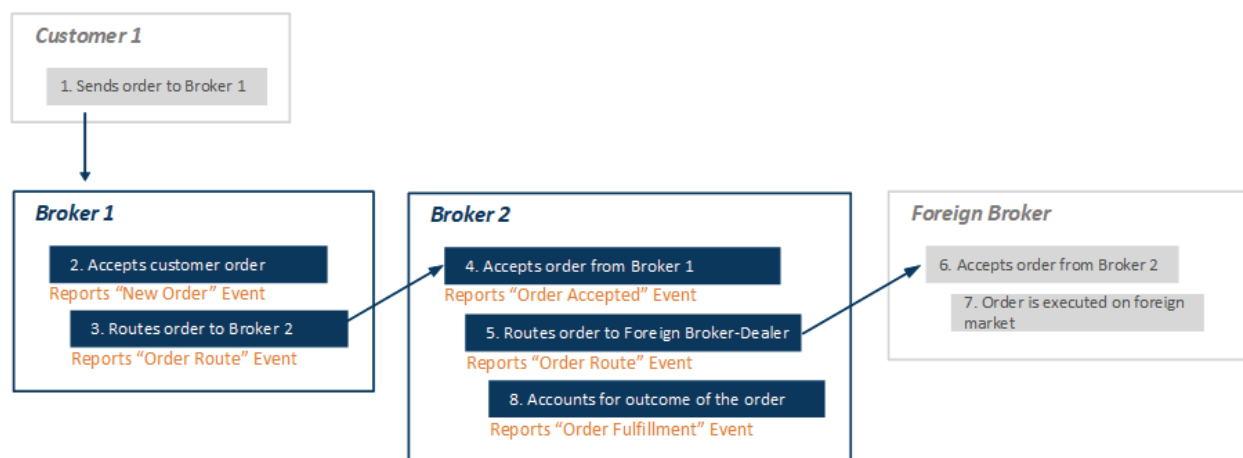 Customer 1
1. Sends order to Broker 1
Broker 1
2. Accepts customer order
Reports "New Order" Event
3. Routes order to Broker 2
Reports "Order Route" Event
Broker 2
4. Accepts order from Broker 1
Reports "Order Accepted" Event
5. Routes order to Foreign Broker-Dealer
Reports "Order Route" Event
8. Accounts for outcome of the order
Reports "Order Fulfillment" Event
Foreign Broker
6. Accepts order from Broker 2
7. Order is executed on foreign
market